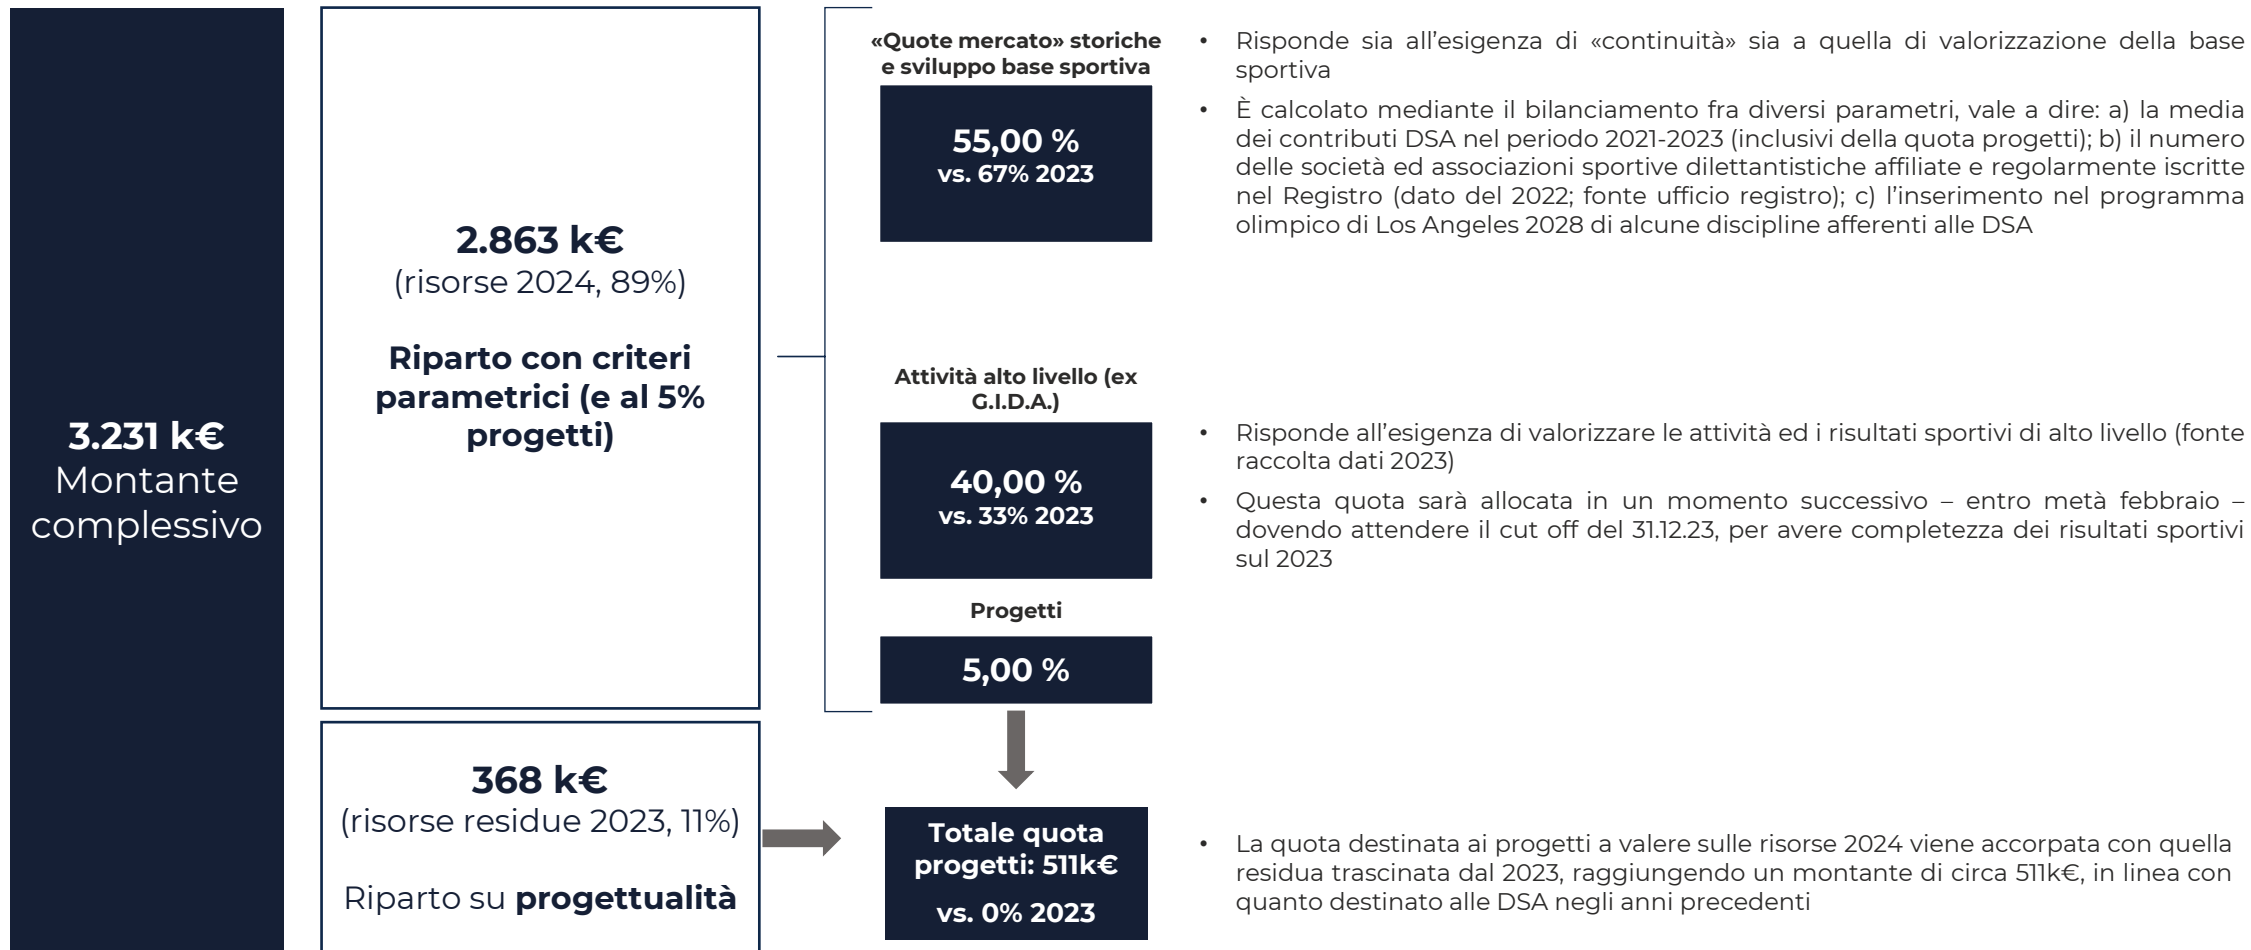 3.231 k€
Montante
complessivo
2.863 k€
(risorse 2024, 89%)
Riparto con criteri
parametrici (e al 5%
progetti)
368 k€
(risorse residue 2023, 11%)
Riparto su progettualità
«Quote mercato» storiche
e sviluppo base sportiva
55,00 %
vs. 67% 2023
• Risponde sia all'esigenza di «continuità» sia a quella di valorizzazione della base
sportiva
• È calcolato mediante il bilanciamento fra diversi parametri, vale a dire: a) la media
dei contributi DSA nel periodo 2021-2023 (inclusivi della quota progetti); b) il numero
delle società ed associazioni sportive dilettantistiche affiliate e regolarmente iscritte
nel Registro (dato del 2022; fonte ufficio registro); c) l'inserimento nel programma
olimpico di Los Angeles 2028 di alcune discipline afferenti alle DSA
Attività alto livello (ex
G.I.D.A.)
40,00 %
vs. 33% 2023
• Risponde all'esigenza di valorizzare le attività ed i risultati sportivi di alto livello (fonte
raccolta dati 2023)
• Questa quota sarà allocata in un momento successivo – entro metà febbraio –
dovendo attendere il cut off del 31.12.23, per avere completezza dei risultati sportivi
sul 2023
Progetti
5,00 %
Totale quota
progetti: 511k€
vs. 0% 2023
• La quota destinata ai progetti a valere sulle risorse 2024 viene accorpata con quella
residua trascinata dal 2023, raggiungendo un montante di circa 511k€, in linea con
quanto destinato alle DSA negli anni precedenti